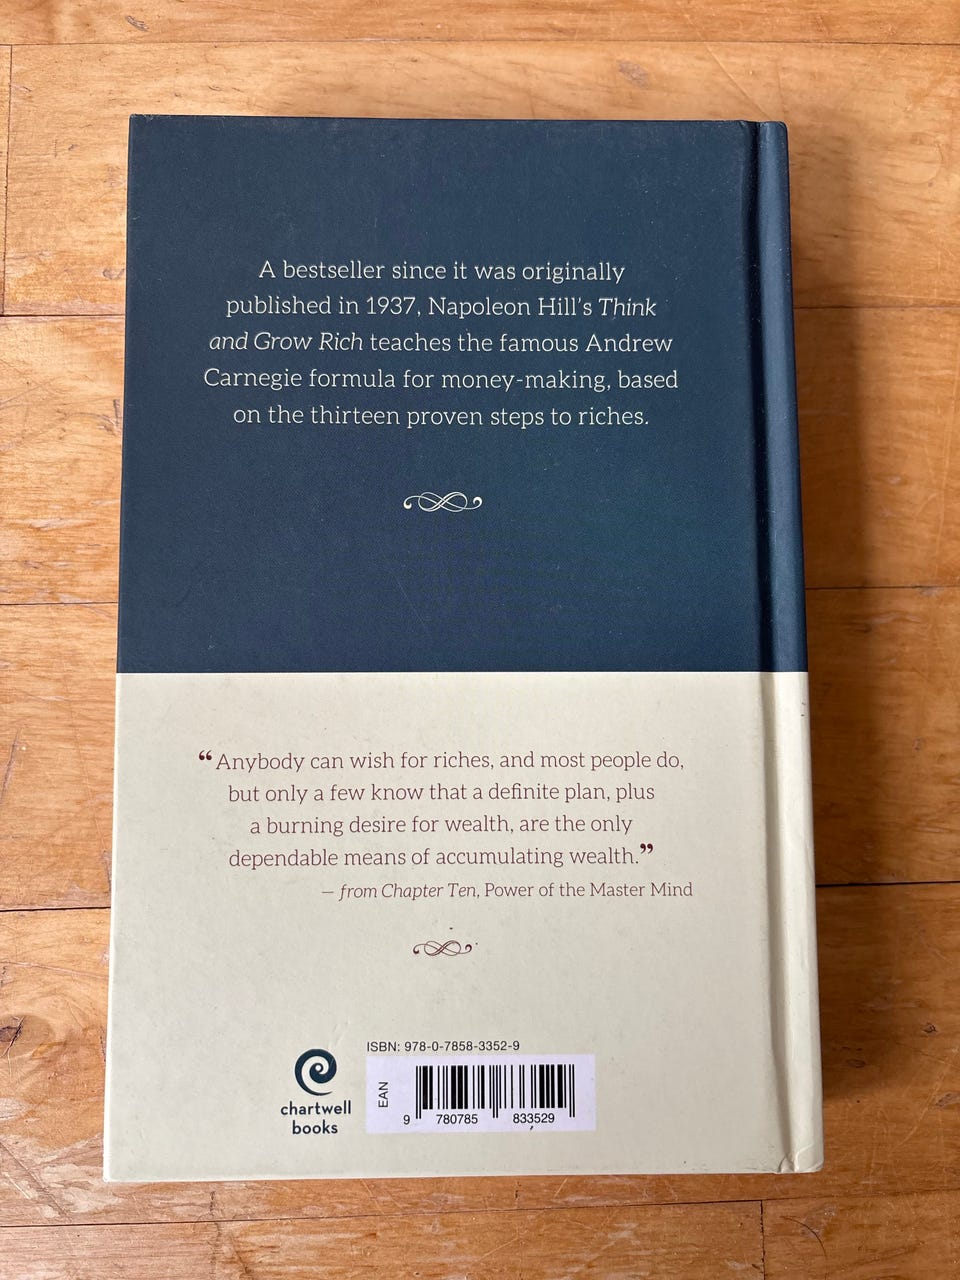 A bestseller since it was originally
published in 1937, Napoleon Hill's Think
and Grow Rich teaches the famous Andrew
Carnegie formula for money-making, based
on the thirteen proven steps to riches.
“Anybody can wish for riches, and most people do,
but only a few know that a definite plan, plus
a burning desire for wealth, are the only
dependable means of accumulating wealth.”
— from Chapter Ten, Power of the Master Mind
chartwell
books
ISBN: 978-0-7858-3352-9
EAN
9 780785 833529